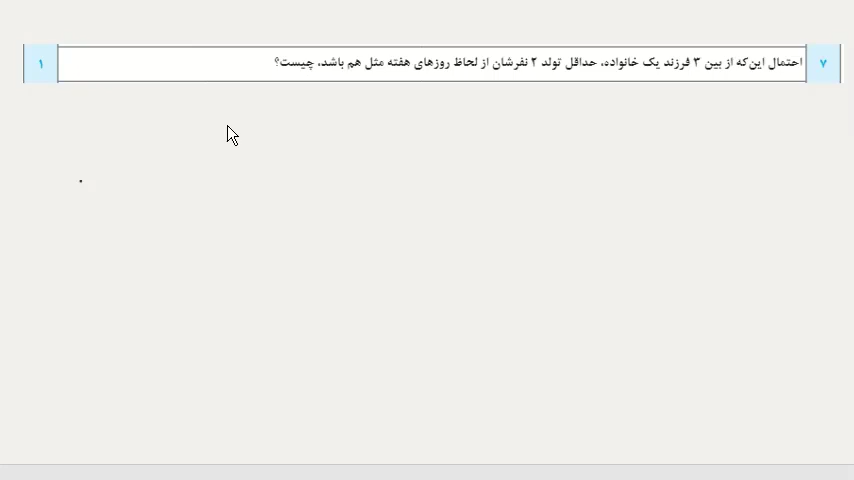 ۷ احتمال این‌که از بین ۳ فرزند یک خانواده، حداقل تولد ۲ نفرشان از لحاظ روزهای هفته مثل هم باشد، چیست؟ ۱